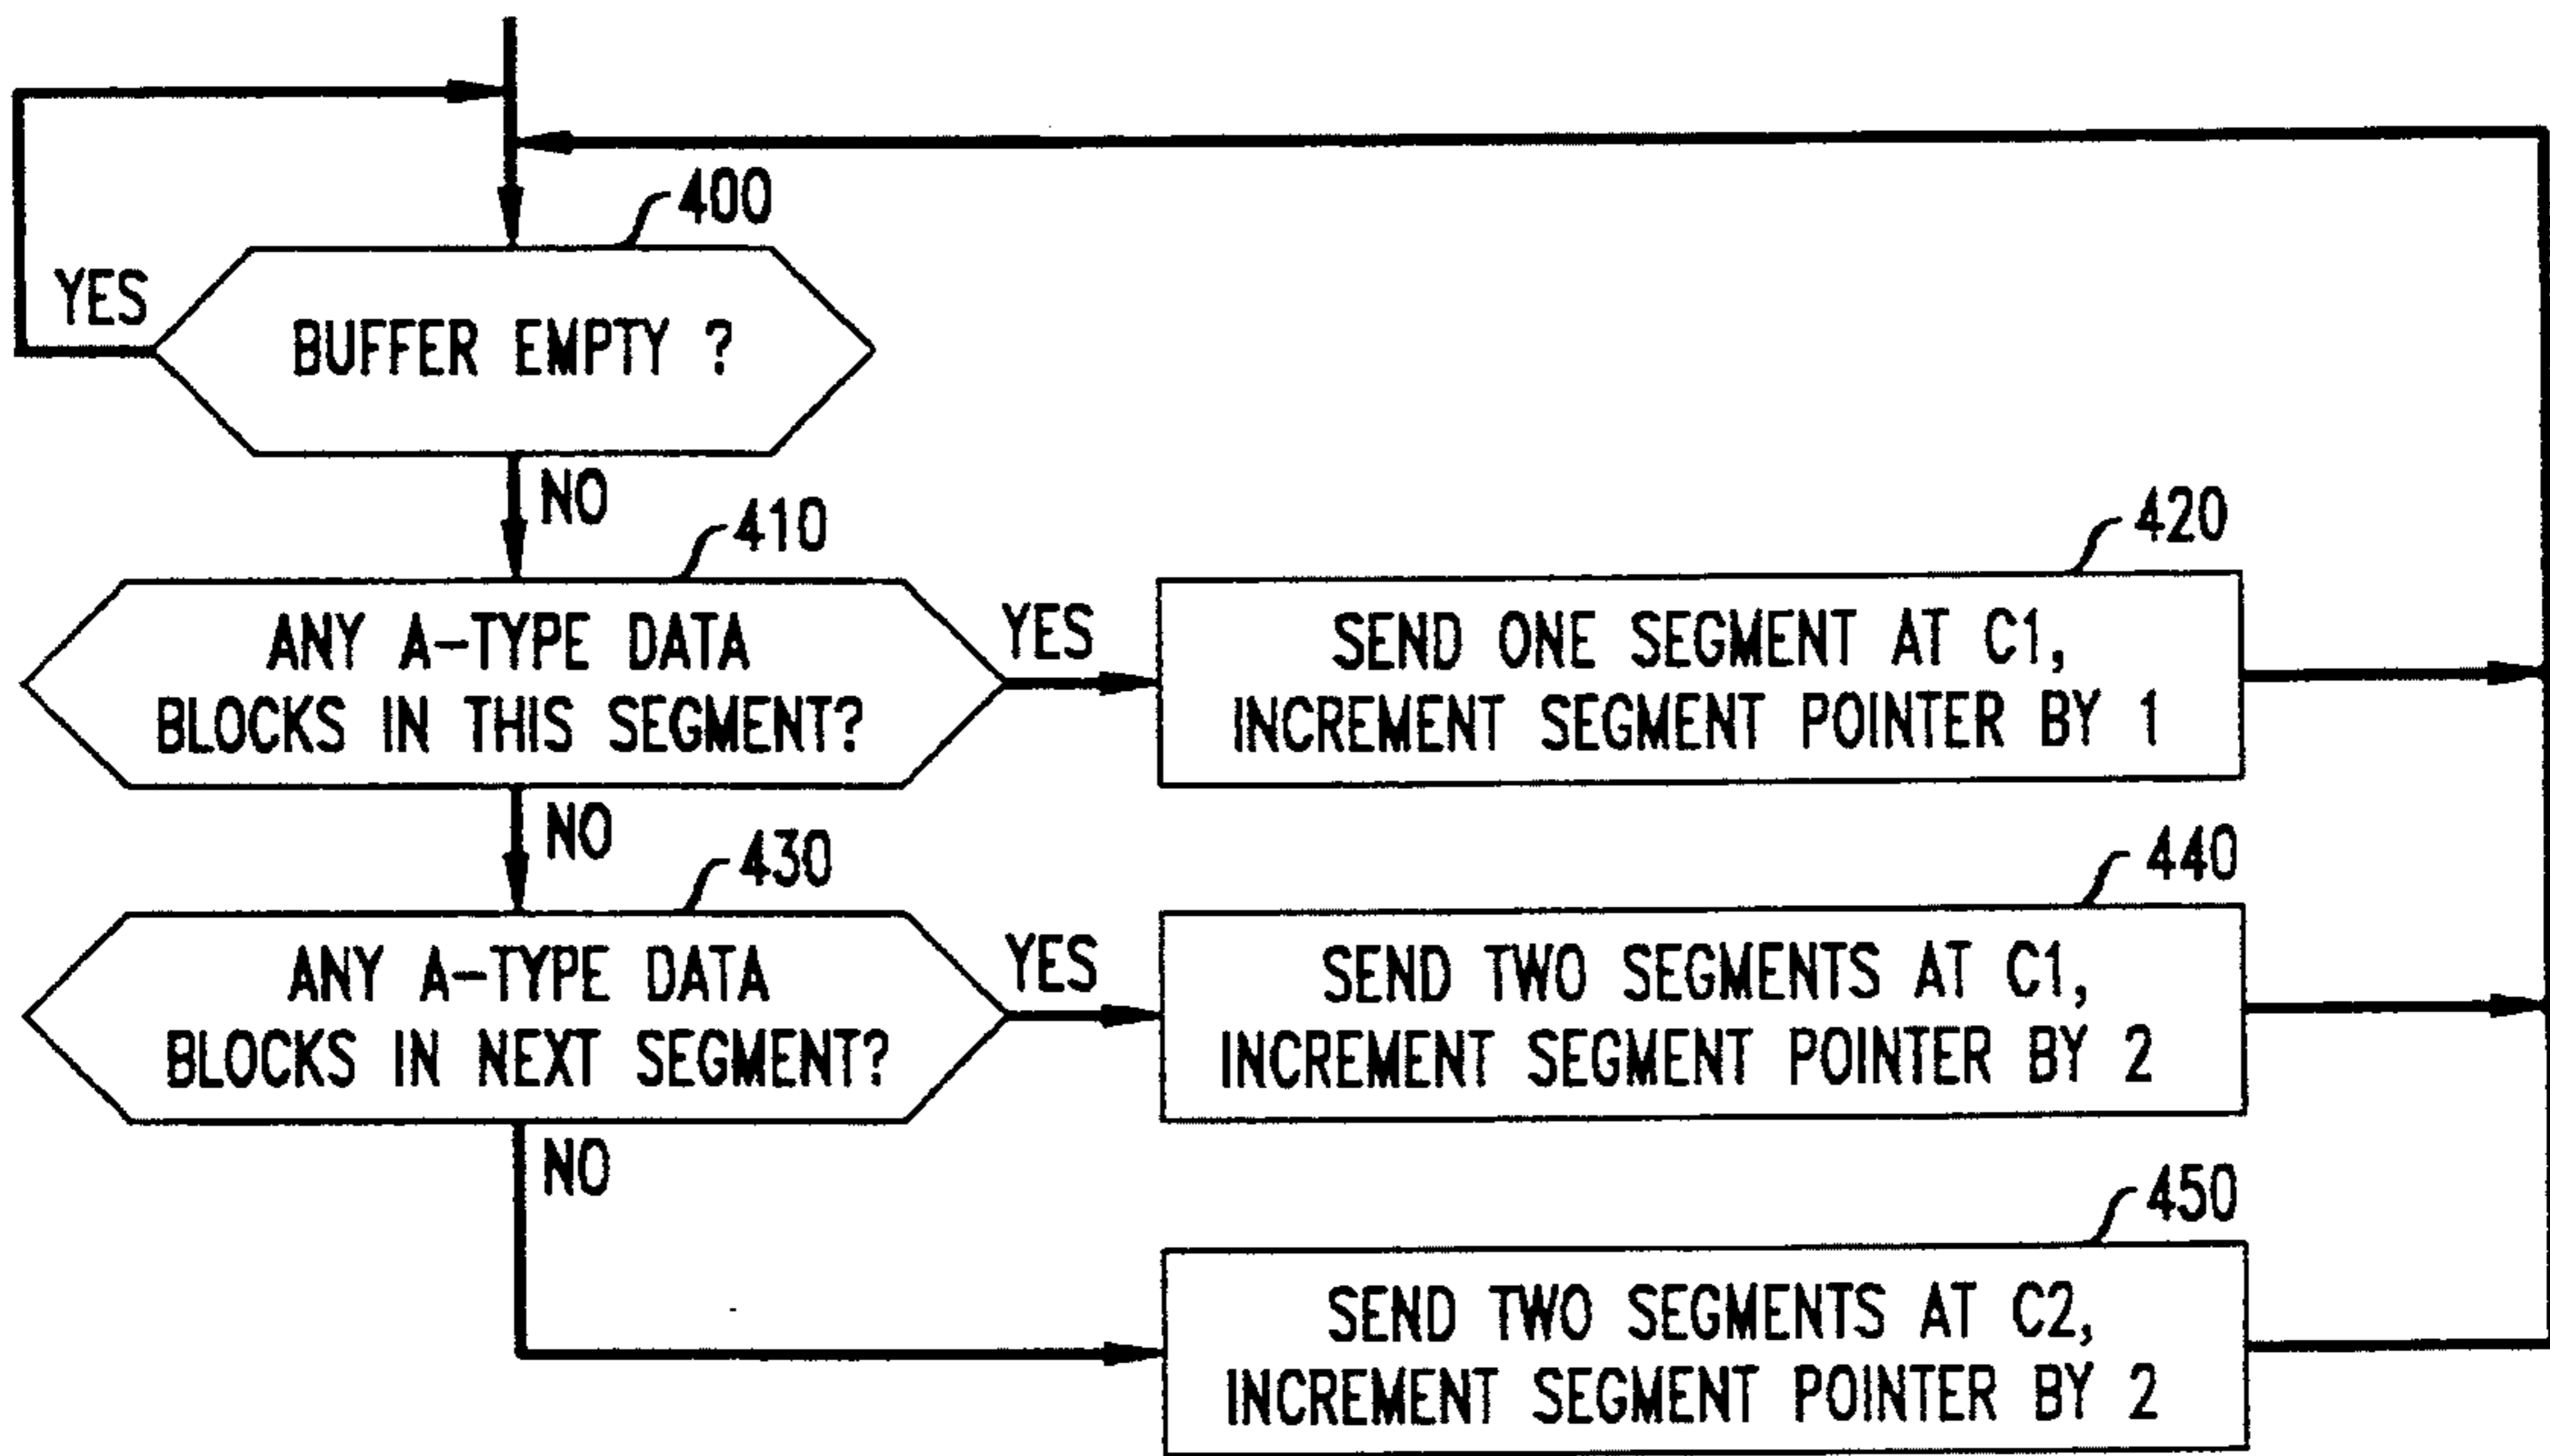 400
YES
BUFFER EMPTY ?
NO
410
420
ANY A-TYPE DATA
BLOCKS IN THIS SEGMENT?
YES
SEND ONE SEGMENT AT C1,
INCREMENT SEGMENT POINTER BY 1
NO
430
440
ANY A-TYPE DATA
BLOCKS IN NEXT SEGMENT?
YES
SEND TWO SEGMENTS AT C1,
INCREMENT SEGMENT POINTER BY 2
NO
450
SEND TWO SEGMENTS AT C2,
INCREMENT SEGMENT POINTER BY 2